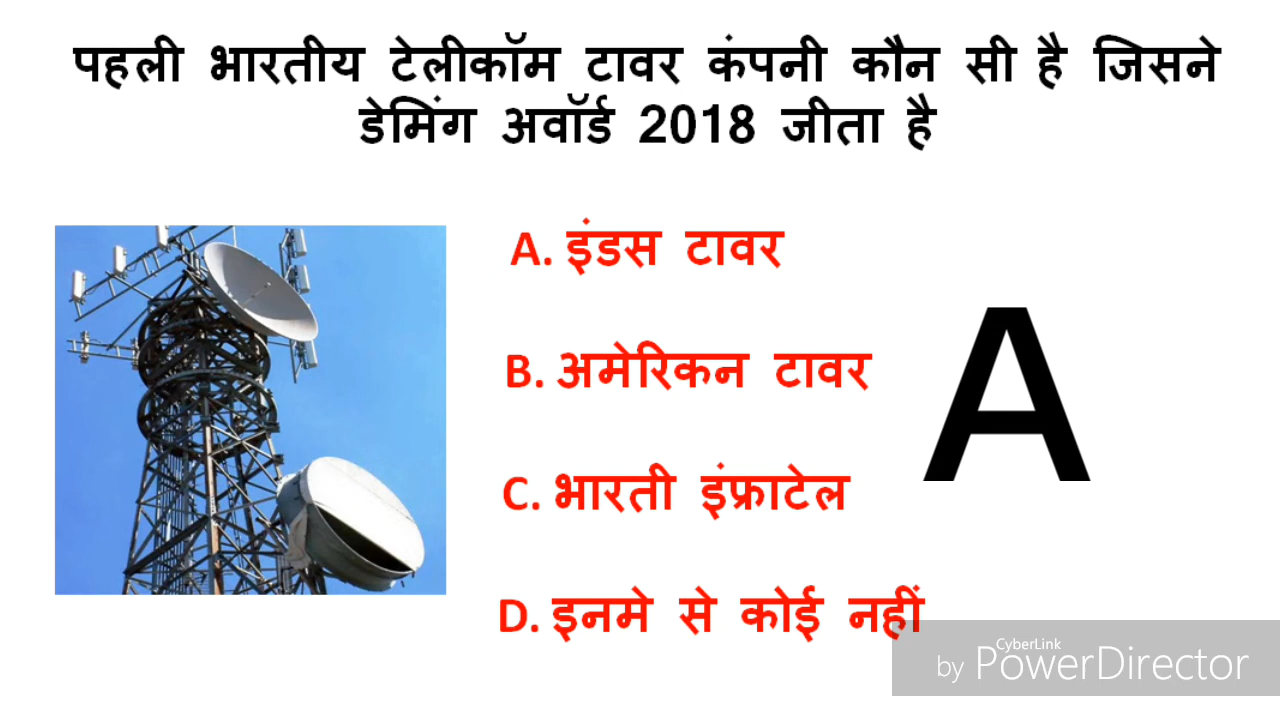 पहली भारतीय टेलीकॉम टावर कंपनी कौन सी है जिसने
डेमिंग अवॉर्ड 2018 जीता है
A. इंडस टावर
B. अमेरिकन टावर
C. भारती इंफ्राटेल
D. इनमे से कोई नहीं
A
CyberLink
by PowerDirector